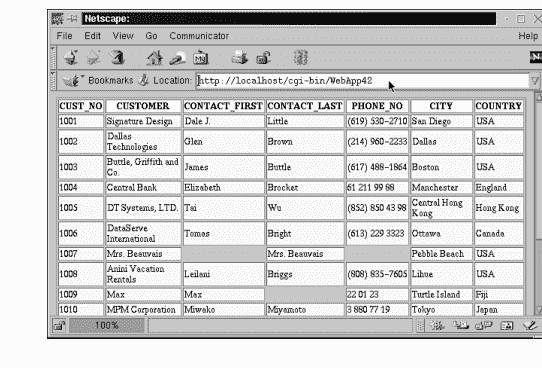 Netscape:
File Edit View Go Communicator Help
Bookmarks Location: http://localhost/cgi-bin/WebApp42
CUST_NO CUSTOMER CONTACT_FIRST CONTACT_LAST PHONE_NO CITY COUNTRY
1001 Signature Design Dale J. Little (619) 530-2710 San Diego USA
1002 Dallas Technologies Glen Brown (214) 960-2233 Dallas USA
1003 Buttle, Griffith and Co. James Buttle (617) 488-1864 Boston USA
1004 Central Bank Elizabeth Brocket 61 211 99 88 Manchester England
1005 DT Systems, LTD. Tai Wu (852) 850 43 98 Central Hong Kong Hong Kong
1006 DataServe International Tomas Bright (613) 229 3323 Ottawa Canada
1007 Mrs. Beauvais Mrs. Beauvais Pebble Beach USA
1008 Anini Vacation Rentals Leilani Briggs (808) 835-7605 Lihue USA
1009 Max Max 22 01 23 Turtle Island Fiji
1010 MPM Corporation Miwako Miyamoto 3 880 77 19 Tokyo Japan
100%